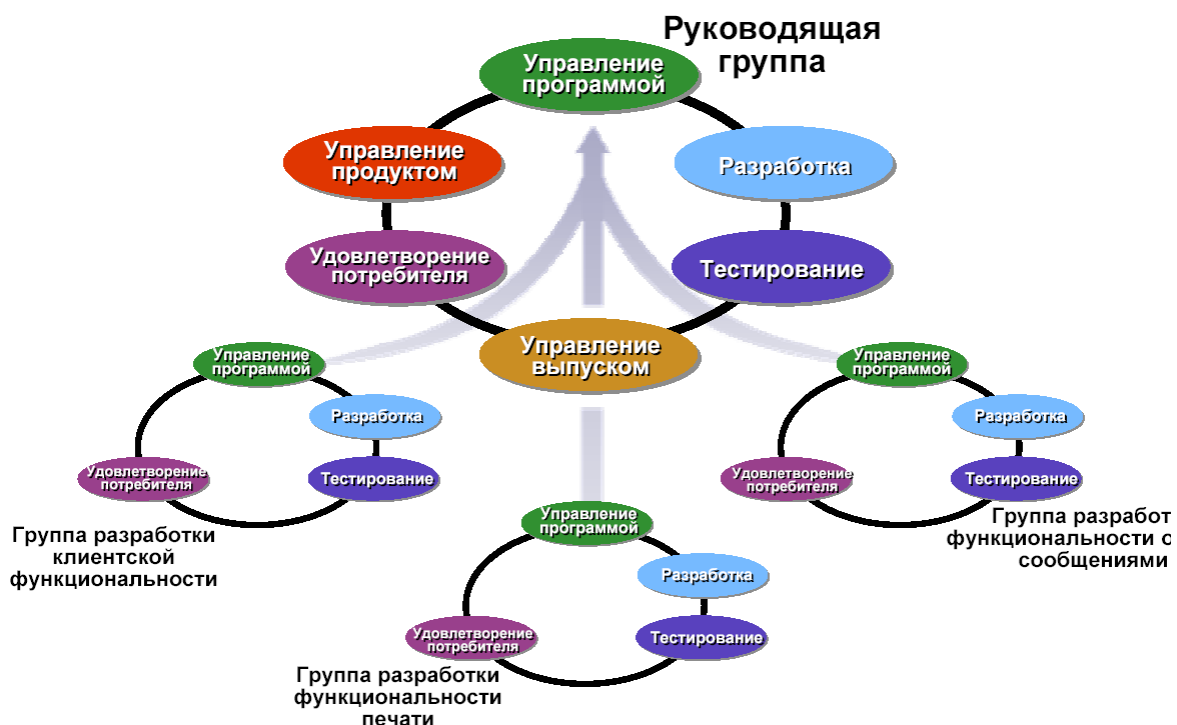 Руководящая
группа
Управление
программой
Управление
продуктом
Разработка
Удовлетворение
потребителя
Тестирование
Управление
выпуском
Управление
программой
Разработка
Удовлетворение
потребителя
Тестирование
Группа разработки
клиентской
функциональности
Управление
программой
Разработка
Удовлетворение
потребителя
Тестирование
Группа разработки
функциональности
печати
Управление
программой
Разработка
Удовлетворение
потребителя
Тестирование
Группа разработ
функциональности о
сообщениями